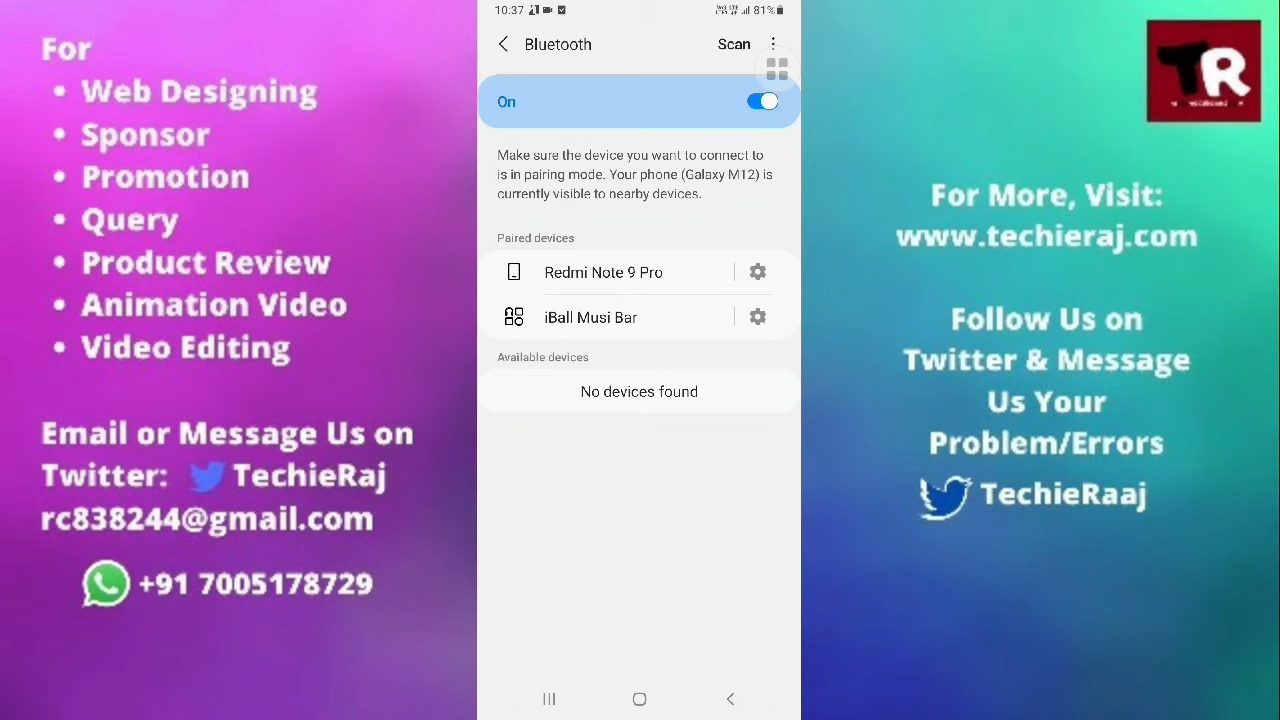 For
• Web Designing
• Sponsor
• Promotion
• Query
• Product Review
• Animation Video
• Video Editing
Email or Message Us on
Twitter: TechieRaj
rc838244@gmail.com
+91 7005178729
10:37
81%
Bluetooth
Scan
On
Make sure the device you want to connect to
is in pairing mode. Your phone (Galaxy M12) is
currently visible to nearby devices.
Paired devices
Redmi Note 9 Pro
iBall Musi Bar
Available devices
No devices found
TR
For More, Visit:
www.techieraj.com
Follow Us on
Twitter & Message
Us Your
Problem/Errors
TechieRaaj